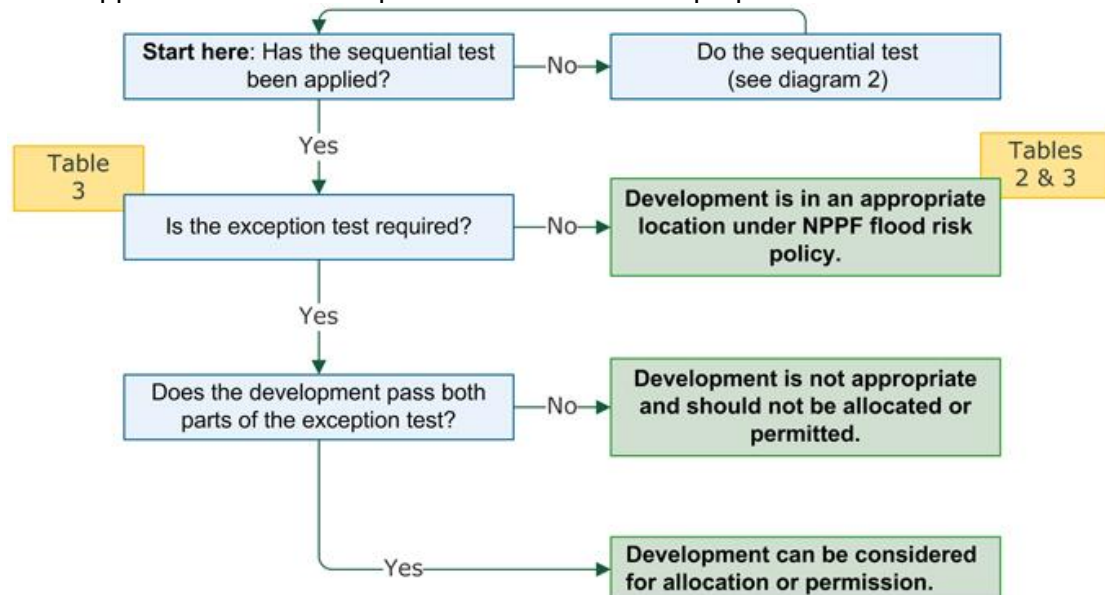 Start here: Has the sequential test
been applied?
No
Do the sequential test
(see diagram 2)
Yes
Table
3
Tables
2 & 3
Is the exception test required?
No
Development is in an appropriate
location under NPPF flood risk
policy.
Yes
Does the development pass both
parts of the exception test?
No
Development is not appropriate
and should not be allocated or
permitted.
Yes
Development can be considered
for allocation or permission.